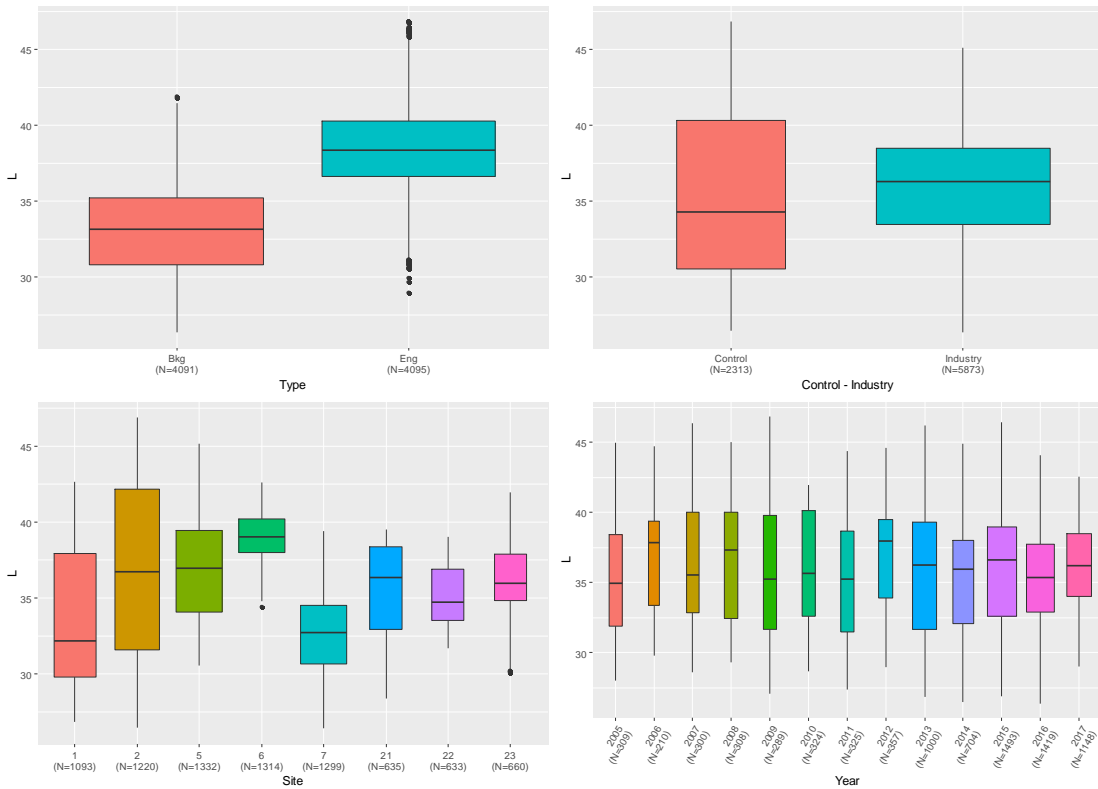 45
40
35
30
L
Bkg
(N=4091)
Eng
(N=4095)
Type
45
40
35
30
L
Control
(N=2313)
Industry
(N=5873)
Control - Industry
45
40
35
30
L
1
(N=1093)
2
(N=1220)
5
(N=1332)
6
(N=1314)
7
(N=1299)
21
(N=635)
22
(N=633)
23
(N=660)
Site
45
40
35
30
L
2005
(N=309)
2006
(N=210)
2007
(N=300)
2008
(N=308)
2009
(N=289)
2010
(N=324)
2011
(N=325)
2012
(N=357)
2013
(N=1000)
2014
(N=704)
2015
(N=1493)
2016
(N=1419)
2017
(N=1148)
Year